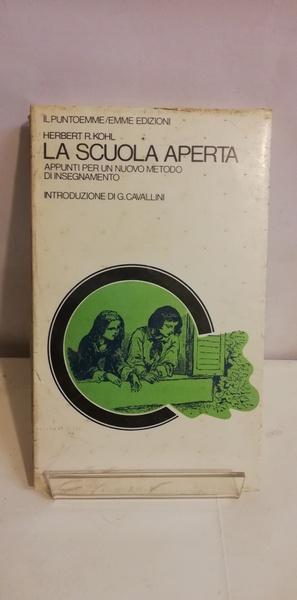 IL PUNTOEMME/EMME EDIZIONI
HERBERT R. KOHL
LA SCUOLA APERTA
APPUNTI PER UN NUOVO METODO
DI INSEGNAMENTO
INTRODUZIONE DI G. CAVALLINI